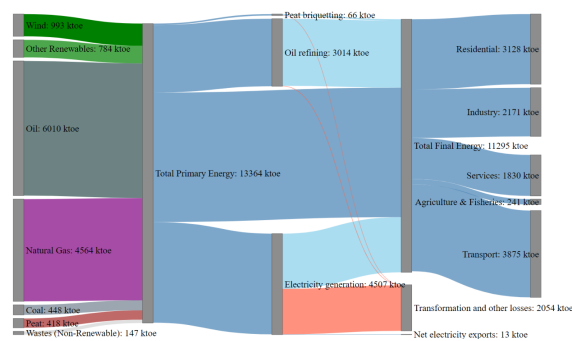 Wind: 993 ktoe
Other Renewables: 784 ktoe
Oil: 6010 ktoe
Natural Gas: 4564 ktoe
Coal: 448 ktoe
Peat: 418 ktoe
Wastes (Non-Renewable): 147 ktoe
Total Primary Energy: 13364 ktoe
Peat briquetting: 66 ktoe
Oil refining: 3014 ktoe
Electricity generation: 4507 ktoe
Total Final Energy: 11295 ktoe
Transformation and other losses: 2054 ktoe
Net electricity exports: 13 ktoe
Residential: 3128 ktoe
Industry: 2171 ktoe
Services: 1830 ktoe
Agriculture & Fisheries: 241 ktoe
Transport: 3875 ktoe